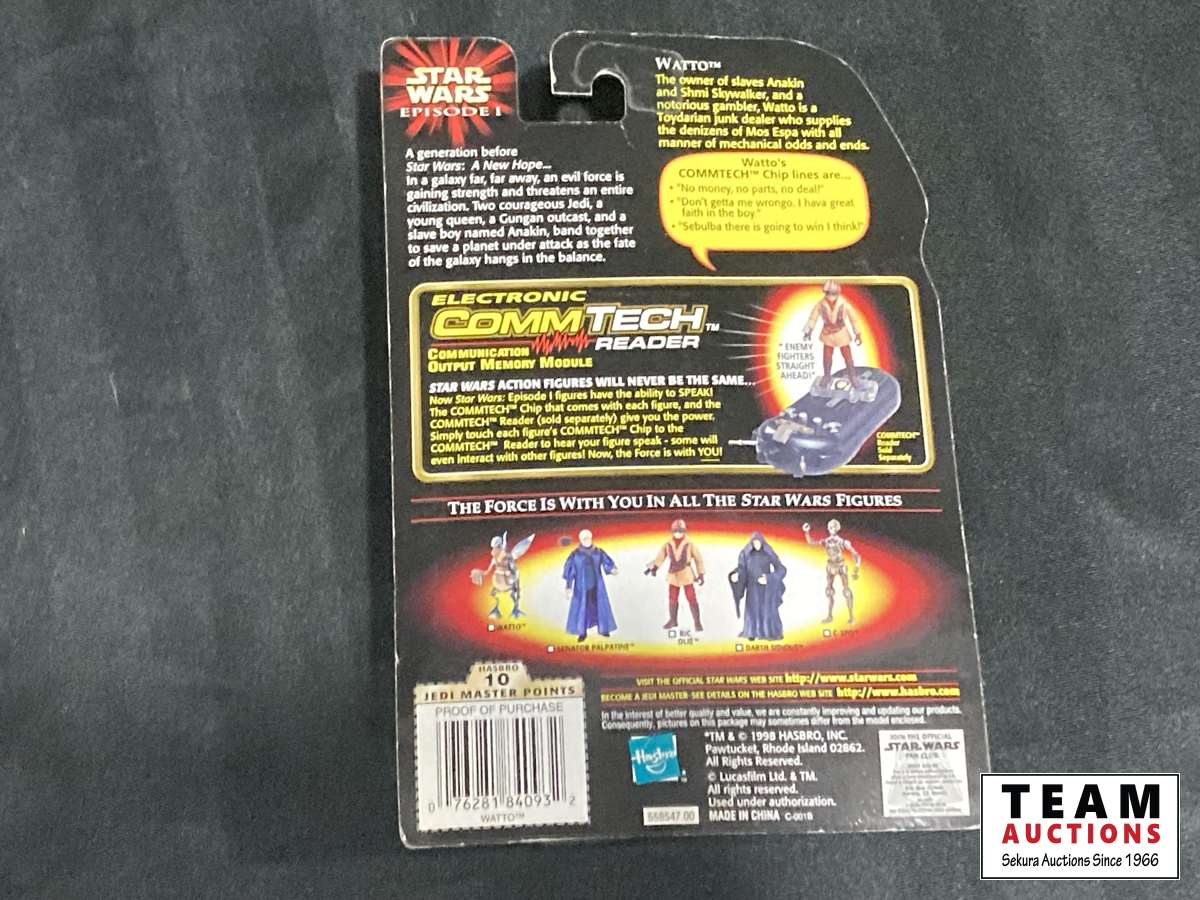 STAR
WARS
EPISODE I
A generation before
Star Wars: A New Hope...
In a galaxy far, far away, an evil force is
gaining strength and threatens an entire
civilization. Two courageous Jedi, a
young queen, a Gungan outcast, and a
slave boy named Anakin, band together
to save a planet under attack as the fate
of the galaxy hangs in the balance.
WATTO™
The owner of slaves Anakin
and Shmi Skywalker, and a
notorious gambler, Watto is a
Toydarian junk dealer who supplies
the denizens of Mos Espa with all
manner of mechanical odds and ends.
Watto's
COMMTECH™ Chip lines are...
• "No money, no parts, no deal!"
• "Don't getta me wrongo. I hava great
faith in the boy."
• "Sebulba there is going to win I think!"
ELECTRONIC
COMMTECH™
READER
COMMUNICATION
OUTPUT MEMORY MODULE
STAR WARS ACTION FIGURES WILL NEVER BE THE SAME...
Now Star Wars: Episode I figures have the ability to SPEAK!
The COMMTECH™ Chip that comes with each figure, and the
COMMTECH™ Reader (sold separately) give you the power.
Simply touch each figure's COMMTECH™ Chip to the
COMMTECH™ Reader to hear your figure speak - some will
even interact with other figures! Now, the Force is with YOU!
"ENEMY
FIGHTERS
STRAIGHT
AHEAD!"
COMMTECH™
Reader
Sold
Separately
THE FORCE IS WITH YOU IN ALL THE STAR WARS FIGURES
WATTO™
SENATOR PALPATINE™
RIC
OLIÉ™
DARTH SIDIOUS™
C-3PO™
VISIT THE OFFICIAL STAR WARS WEB SITE http://www.starwars.com
BECOME A JEDI MASTER-SEE DETAILS ON THE HASBRO WEB SITE http://www.hasbro.com
In the interest of better quality and value, we are constantly improving and updating our products.
Consequently, pictures on this package may sometimes differ from the model enclosed.
HASBRO
10
JEDI MASTER POINTS
PROOF OF PURCHASE
0 76281 84093 2
WATTO™
Hasbro
*TM & © 1998 HASBRO, INC.
Pawtucket, Rhode Island 02862.
All Rights Reserved.
© Lucasfilm Ltd. & TM.
All rights reserved.
Used under authorization.
558547.00
MADE IN CHINA C-001B
JOIN THE OFFICIAL
STAR WARS
FAN CLUB
TEAM
AUCTIONS
Sekura Auctions Since 1966